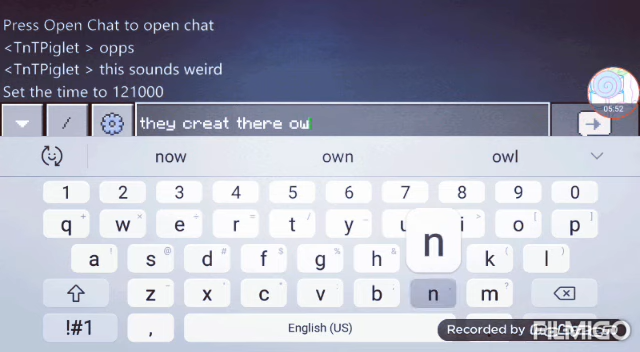 Press Open Chat to open chat
<TnTPiglet > opps
<TnTPiglet > this sounds weird
Set the time to 121000
/ they creat there ow
05:52
now own owl
1 2 3 4 5 6 7 8 9 0
q w e r t y u i o p
a s d f g h k l
n
z x c v b n m
!#1 , English (US)
Recorded by
FILMIGO